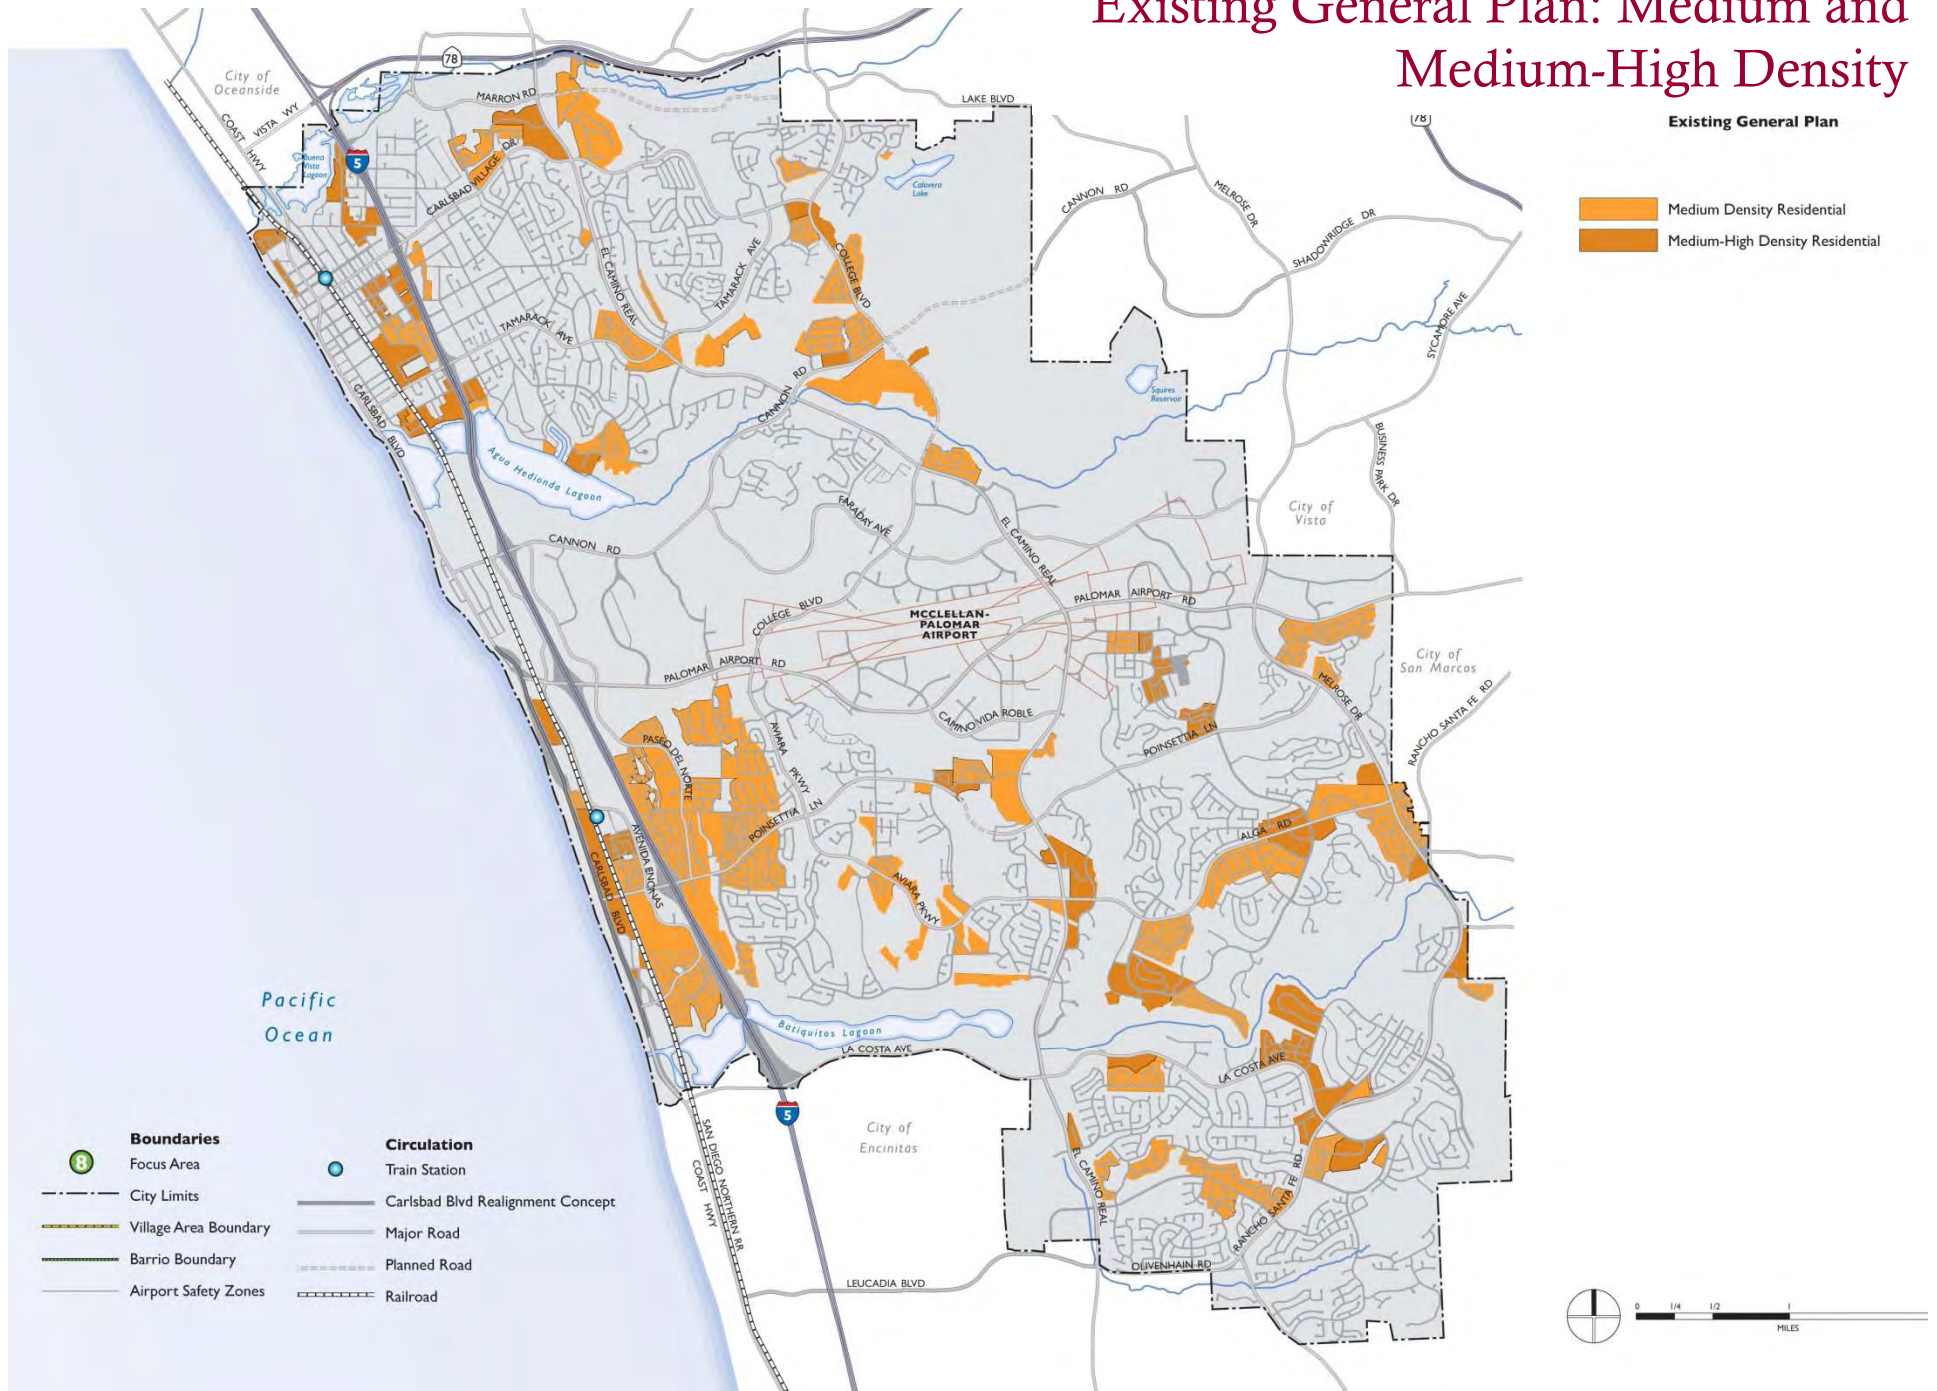 Existing General Plan: Medium and
Medium-High Density
Existing General Plan
Medium Density Residential
Medium-High Density Residential
78
78
City of
Oceanside
COAST HWY
VISTA WY
MARRON RD
LAKE BLVD
Buena
Vista
Lagoon
5
CARLSBAD VILLAGE DR
Calavera
Lake
CANNON RD
MELROSE DR
SHADOWRIDGE DR
SYCAMORE AVE
EL CAMINO REAL
TAMARACK AVE
COLLEGE BLVD
TAMARACK AVE
CARLSBAD BLVD
CANNON RD
Squires
Reservoir
BUSINESS PARK DR
Agua Hedionda Lagoon
FARADAY AVE
EL CAMINO REAL
City of
Vista
CANNON RD
COLLEGE BLVD
MCCLELLAN-
PALOMAR
AIRPORT
PALOMAR AIRPORT RD
PALOMAR AIRPORT RD
City of
San Marcos
MELROSE DR
RANCHO SANTA FE RD
CAMINO VIDA ROBLE
POINSETTIA LN
PASEO DEL NORTE
AVIARA PKWY
POINSETTIA LN
AVENIDA ENCINAS
CARLSBAD BLVD
ALGA RD
AVIARA PKWY
Pacific
Ocean
Batiquitos Lagoon
LA COSTA AVE
LA COSTA AVE
5
City of
Encinitas
SAN DIEGO NORTHERN RR
COAST HWY
EL CAMINO REAL
RANCHO SANTA FE RD
OLIVENHAIN RD
LEUCADIA BLVD
Boundaries
8
Focus Area
City Limits
Village Area Boundary
Barrio Boundary
Airport Safety Zones
Circulation
Train Station
Carlsbad Blvd Realignment Concept
Major Road
Planned Road
Railroad
0 1/4 1/2 1
MILES